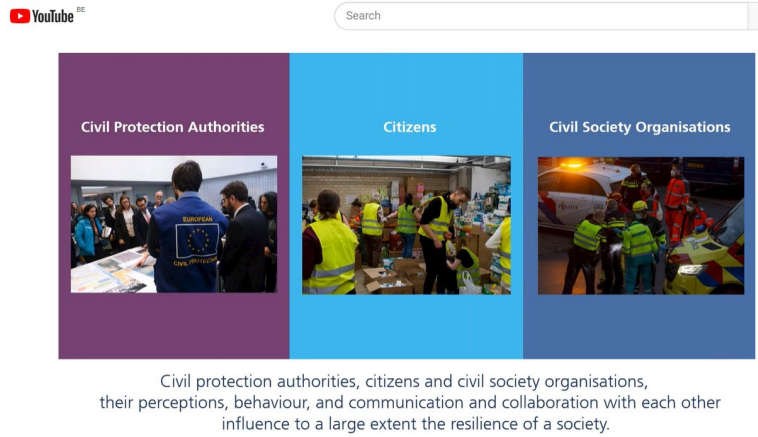 YouTube BE
Search
Civil Protection Authorities
Citizens
Civil Society Organisations
EUROPEAN
CIVIL PROTECTION
Civil protection authorities, citizens and civil society organisations,
their perceptions, behaviour, and communication and collaboration with each other
influence to a large extent the resilience of a society.